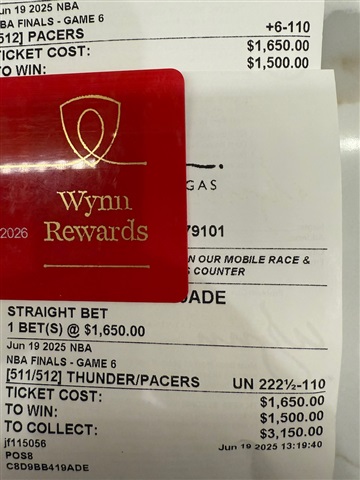 Jun 19 2025 NBA
NBA FINALS - GAME 6
[512] PACERS +6-110
TICKET COST: $1,650.00
TO WIN: $1,500.00
GAS
Wynn
Rewards
2026
79101
ON OUR MOBILE RACE &
COUNTER
STRAIGHT BET
1 BET(S) @ $1,650.00
Jun 19 2025 NBA
NBA FINALS - GAME 6
[511/512] THUNDER/PACERS UN 222½-110
TICKET COST: $1,650.00
TO WIN: $1,500.00
TO COLLECT: $3,150.00
jf115056 Jun 19 2025 13:19:40
POS8
C8D9BB419ADE